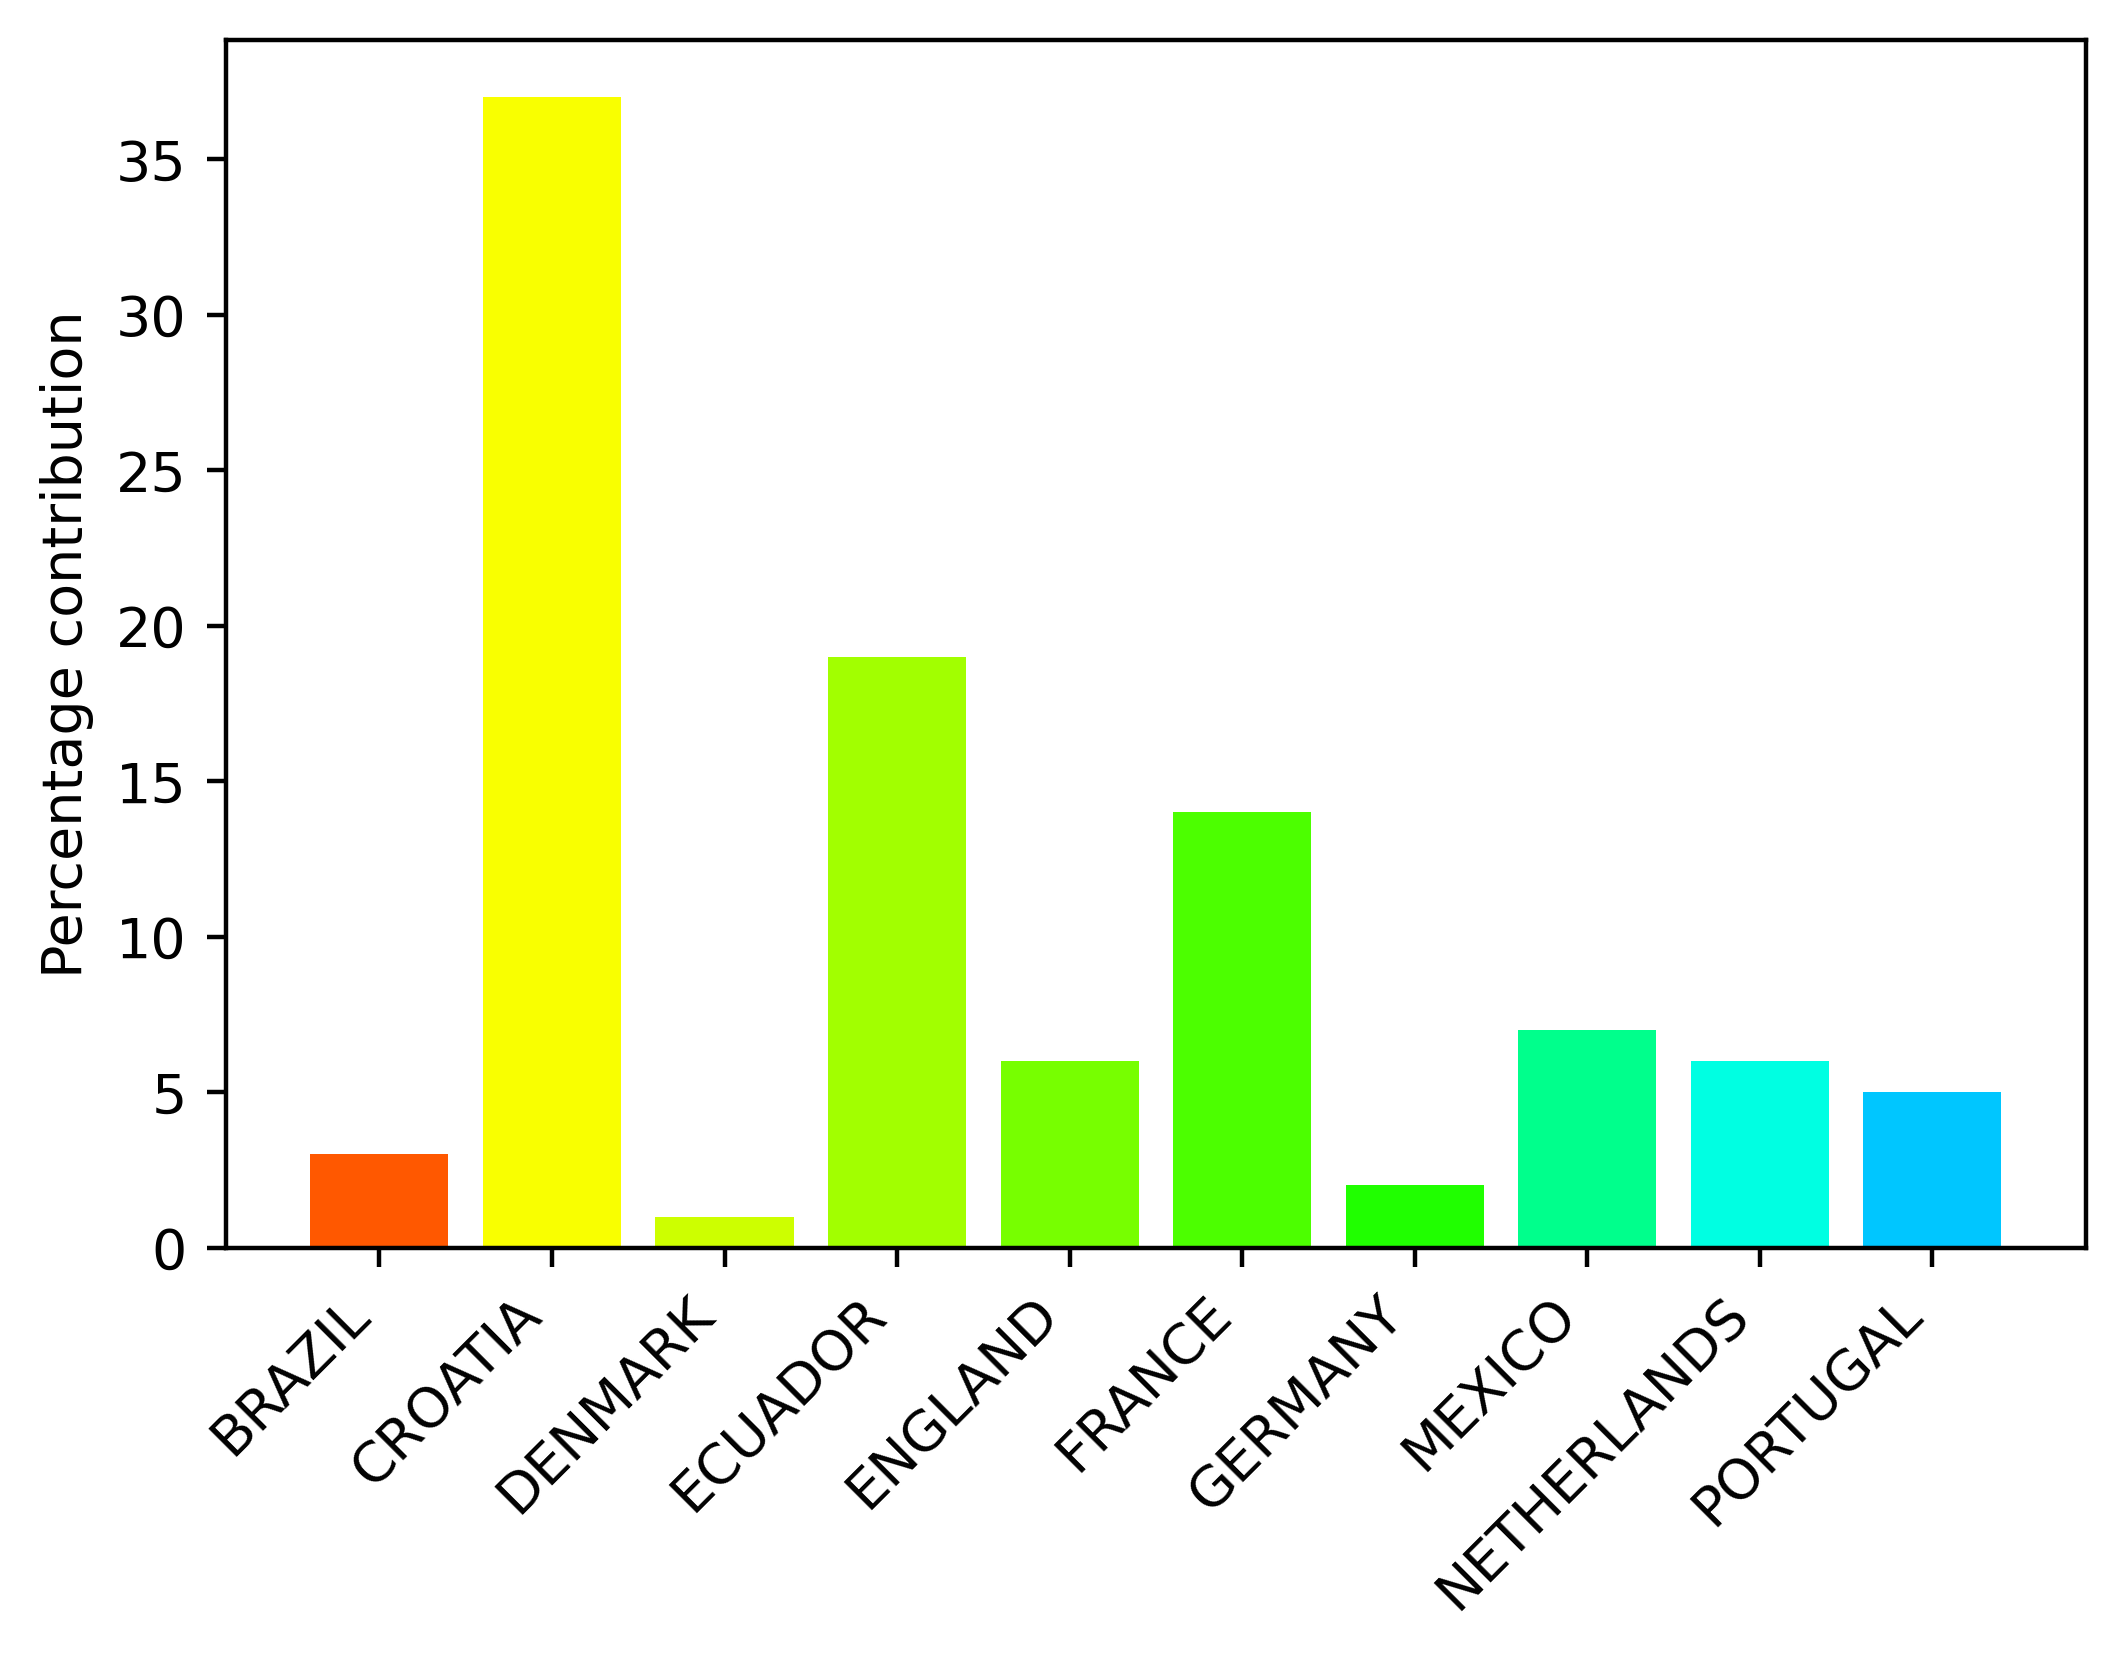 Percentage contribution
35
30
25
20
15
10
5
0
BRAZIL
CROATIA
DENMARK
ECUADOR
ENGLAND
FRANCE
GERMANY
MEXICO
NETHERLANDS
PORTUGAL